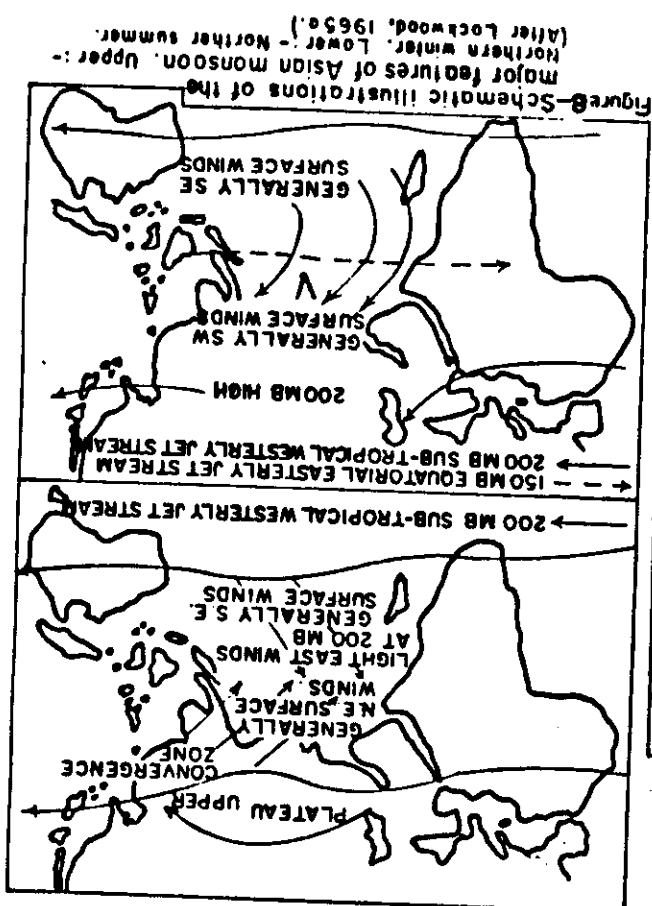 PLATEAU UPPER
CONVERGENCE
ZONE
GENERALLY
N.E. SURFACE
WINDS
LIGHT EAST WINDS
AT 200 MB
GENERALLY S.E.
SURFACE WINDS
200 MB SUB-TROPICAL WESTERLY JET STREAM
150 MB EQUATORIAL EASTERLY JET STREAM
200 MB SUB-TROPICAL WESTERLY JET STREAM
200MB HIGH
GENERALLY SW
SURFACE WINDS
GENERALLY SE
SURFACE WINDS
Figure8—Schematic illustrations of the
major features of Asian monsoon. Upper :-
Northern winter. Lower :- Norther summer.
(After Lockwood, 1965a.)